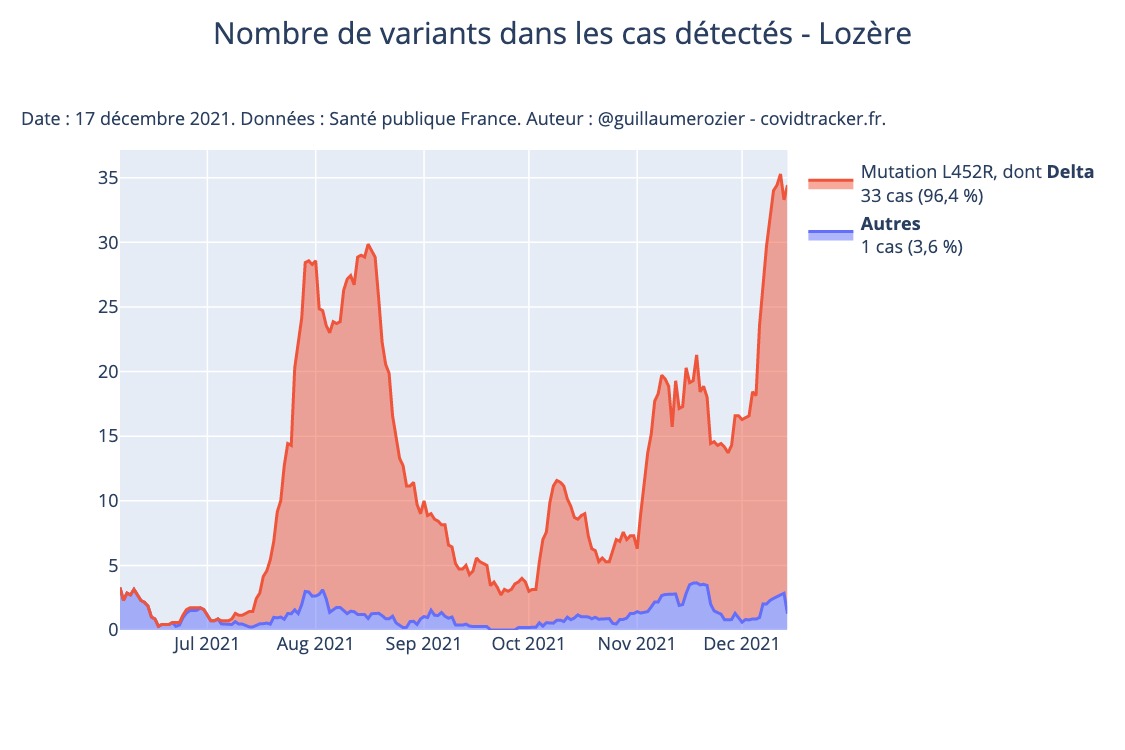 Nombre de variants dans les cas détectés - Lozère
Date : 17 décembre 2021. Données : Santé publique France. Auteur : @guillaumerozier - covidtracker.fr.
Mutation L452R, dont Delta
33 cas (96,4 %)
Autres
1 cas (3,6 %)
35
30
25
20
15
10
5
0
Jul 2021 Aug 2021 Sep 2021 Oct 2021 Nov 2021 Dec 2021